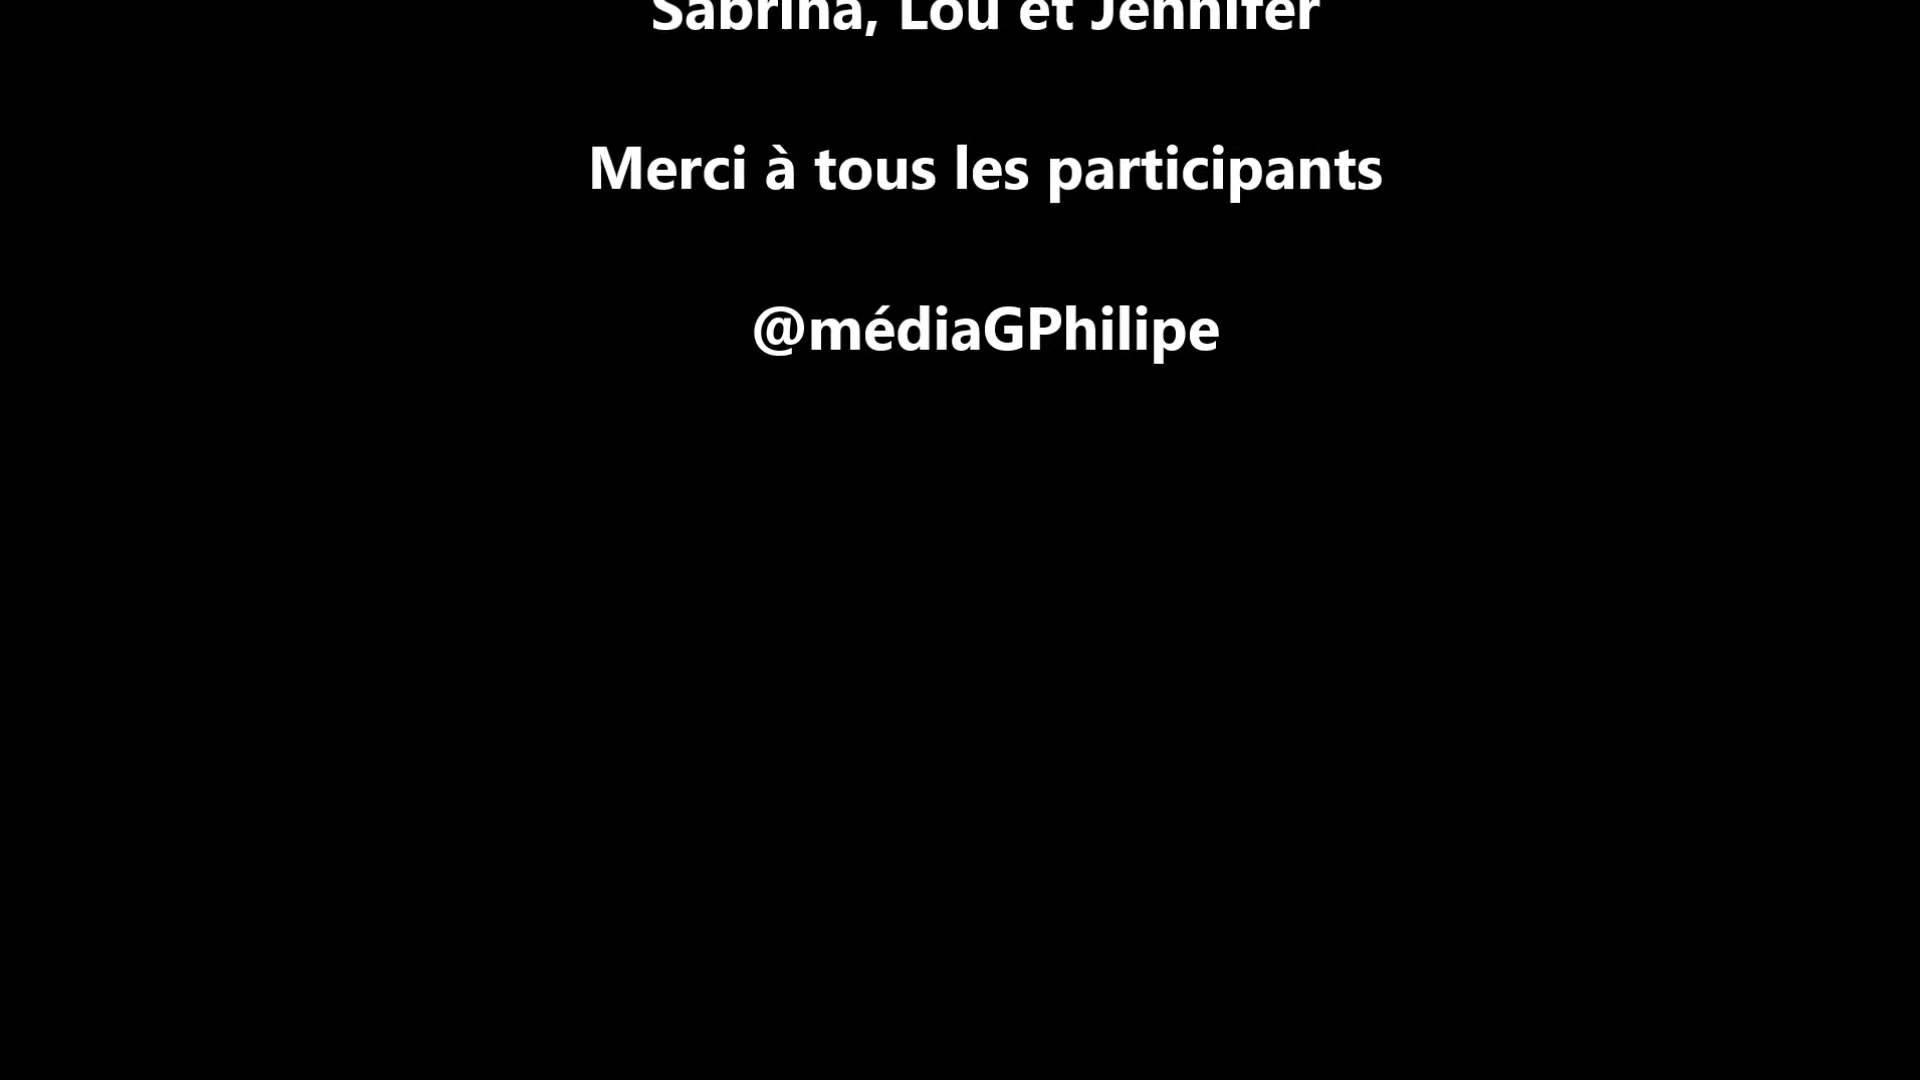 Sabrina, Lou et Jennifer
Merci à tous les participants
@médiaGPhilipe